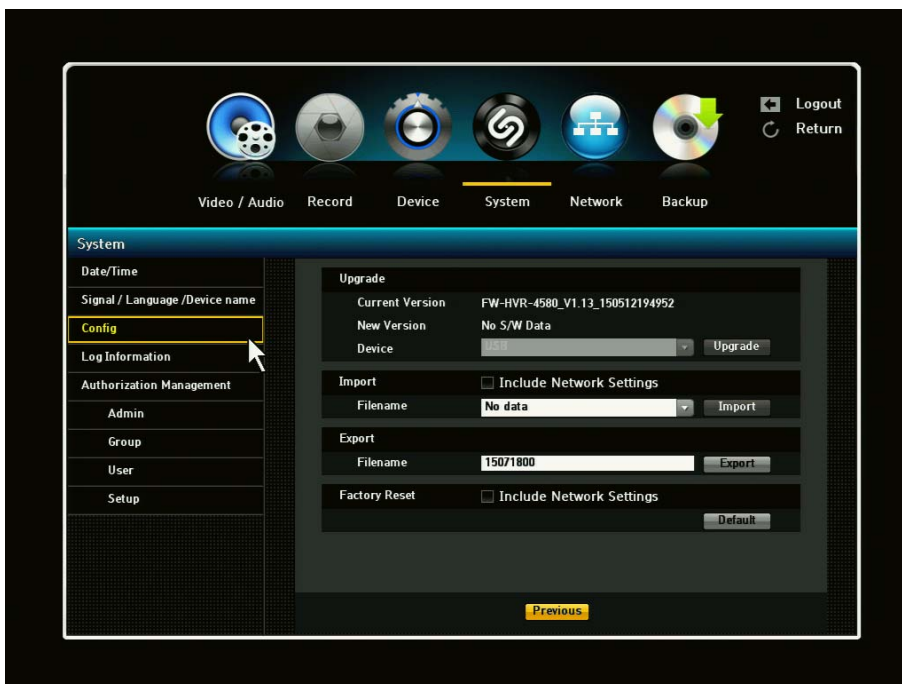 Logout
Return
Video / Audio Record Device System Network Backup
System
Date/Time
Signal / Language /Device name
Config
Log Information
Authorization Management
Admin
Group
User
Setup
Upgrade
Current Version FW-HVR-4580_V1.13_150512194952
New Version No S/W Data
Device USB Upgrade
Import Include Network Settings
Filename No data Import
Export
Filename 15071800 Export
Factory Reset Include Network Settings
Default
Previous